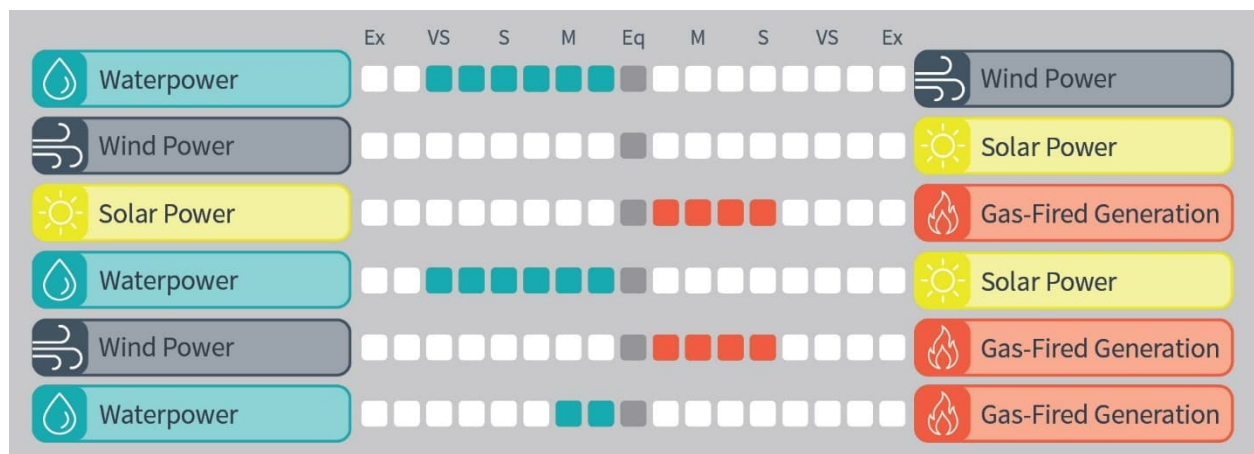 Ex VS S M Eq M S VS Ex
Waterpower Wind Power
Wind Power Solar Power
Solar Power Gas-Fired Generation
Waterpower Solar Power
Wind Power Gas-Fired Generation
Waterpower Gas-Fired Generation